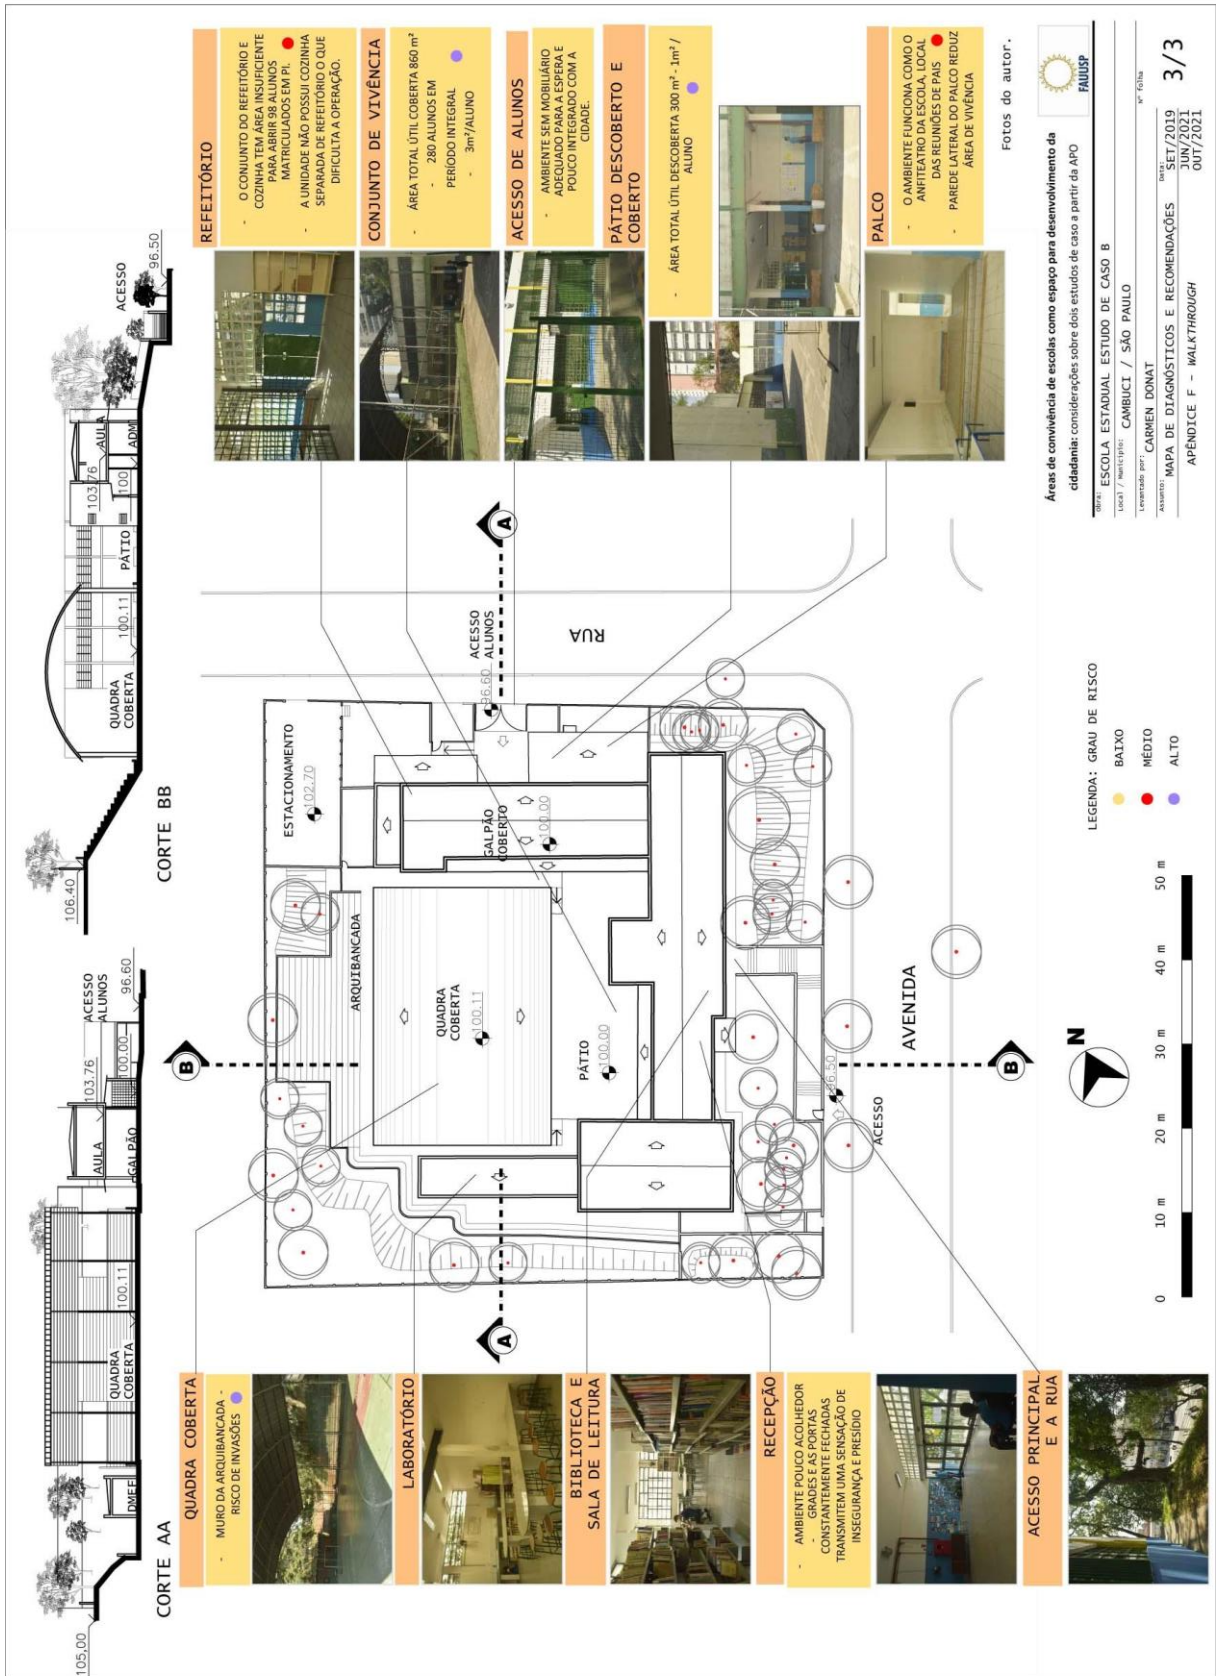 105,00
CORTE AA
DMEF
QUADRA
COBERTA
100.11
AULA
GALPÃO
103.76
100.00
ACESSO
ALUNOS
96.60
106.40
CORTE BB
QUADRA
COBERTA
100.11
PÁTIO
103.76
100
AULA
ADM
ACESSO
96.50
QUADRA COBERTA
- MURO DA ARQUIBANCADA -
RISCO DE INVASÕES
LABORATÓRIO
BIBLIOTECA E
SALA DE LEITURA
RECEPÇÃO
- AMBIENTE POUCO ACOLHEDOR
- GRADES E AS PORTAS
CONSTANTEMENTE FECHADAS
TRANSMITEM UMA SENSAÇÃO DE
INSEGURANÇA E PRESÍDIO
ACESSO PRINCIPAL
E A RUA
B
A
ARQUIBANCADA
ESTACIONAMENTO
102.70
QUADRA
COBERTA
100.11
GALPÃO
COBERTO
100.00
PÁTIO
100.00
ACESSO
ALUNOS
96.60
A
RUA
96.50
ACESSO
AVENIDA
B
N
0
10 m
20 m
30 m
40 m
50 m
LEGENDA: GRAU DE RISCO
BAIXO
MÉDIO
ALTO
REFEITÓRIO
- O CONJUNTO DO REFEITÓRIO E
COZINHA TEM ÁREA INSUFICIENTE
PARA ABRIR 98 ALUNOS
MATRICULADOS EM PI.
- A UNIDADE NÃO POSSUI COZINHA
SEPARADA DE REFEITÓRIO O QUE
DIFICULTA A OPERAÇÃO.
CONJUNTO DE VIVÊNCIA
- ÁREA TOTAL ÚTIL COBERTA 860 m²
- 280 ALUNOS EM
PERÍODO INTEGRAL
- 3m²/ALUNO
ACESSO DE ALUNOS
- AMBIENTE SEM MOBILIÁRIO
ADEQUADO PARA A ESPERA E
POUCO INTEGRADO COM A
CIDADE.
PÁTIO DESCOBERTO E
COBERTO
- ÁREA TOTAL ÚTIL DESCOBERTA 300 m² - 1m² /
ALUNO
PALCO
- O AMBIENTE FUNCIONA COMO O
ANFITEATRO DA ESCOLA, LOCAL
DAS REUNIÕES DE PAIS
- PAREDE LATERAL DO PALCO REDUZ
ÁREA DE VIVÊNCIA
Fotos do autor.
Áreas de convivência de escolas como espaço para desenvolvimento da
cidadania: considerações sobre dois estudos de caso a partir da APO
FAUUSP
Obra: ESCOLA ESTADUAL ESTUDO DE CASO B
Local / Município: CAMBUCI / SÃO PAULO
Levantado por: CARMEN DONAT
Nº Folha
3/3
Assunto: MAPA DE DIAGNÓSTICOS E RECOMENDAÇÕES
APÊNDICE F - WALKTHROUGH
Data: SET/2019
JUN/2021
OUT/2021